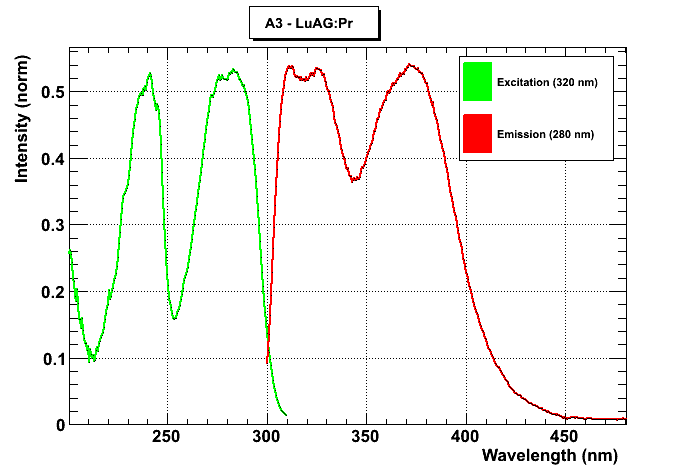 A3 - LuAG:Pr
Intensity (norm)
Excitation (320 nm)
Emission (280 nm)
0.5
0.4
0.3
0.2
0.1
0
250 300 350 400 450
Wavelength (nm)